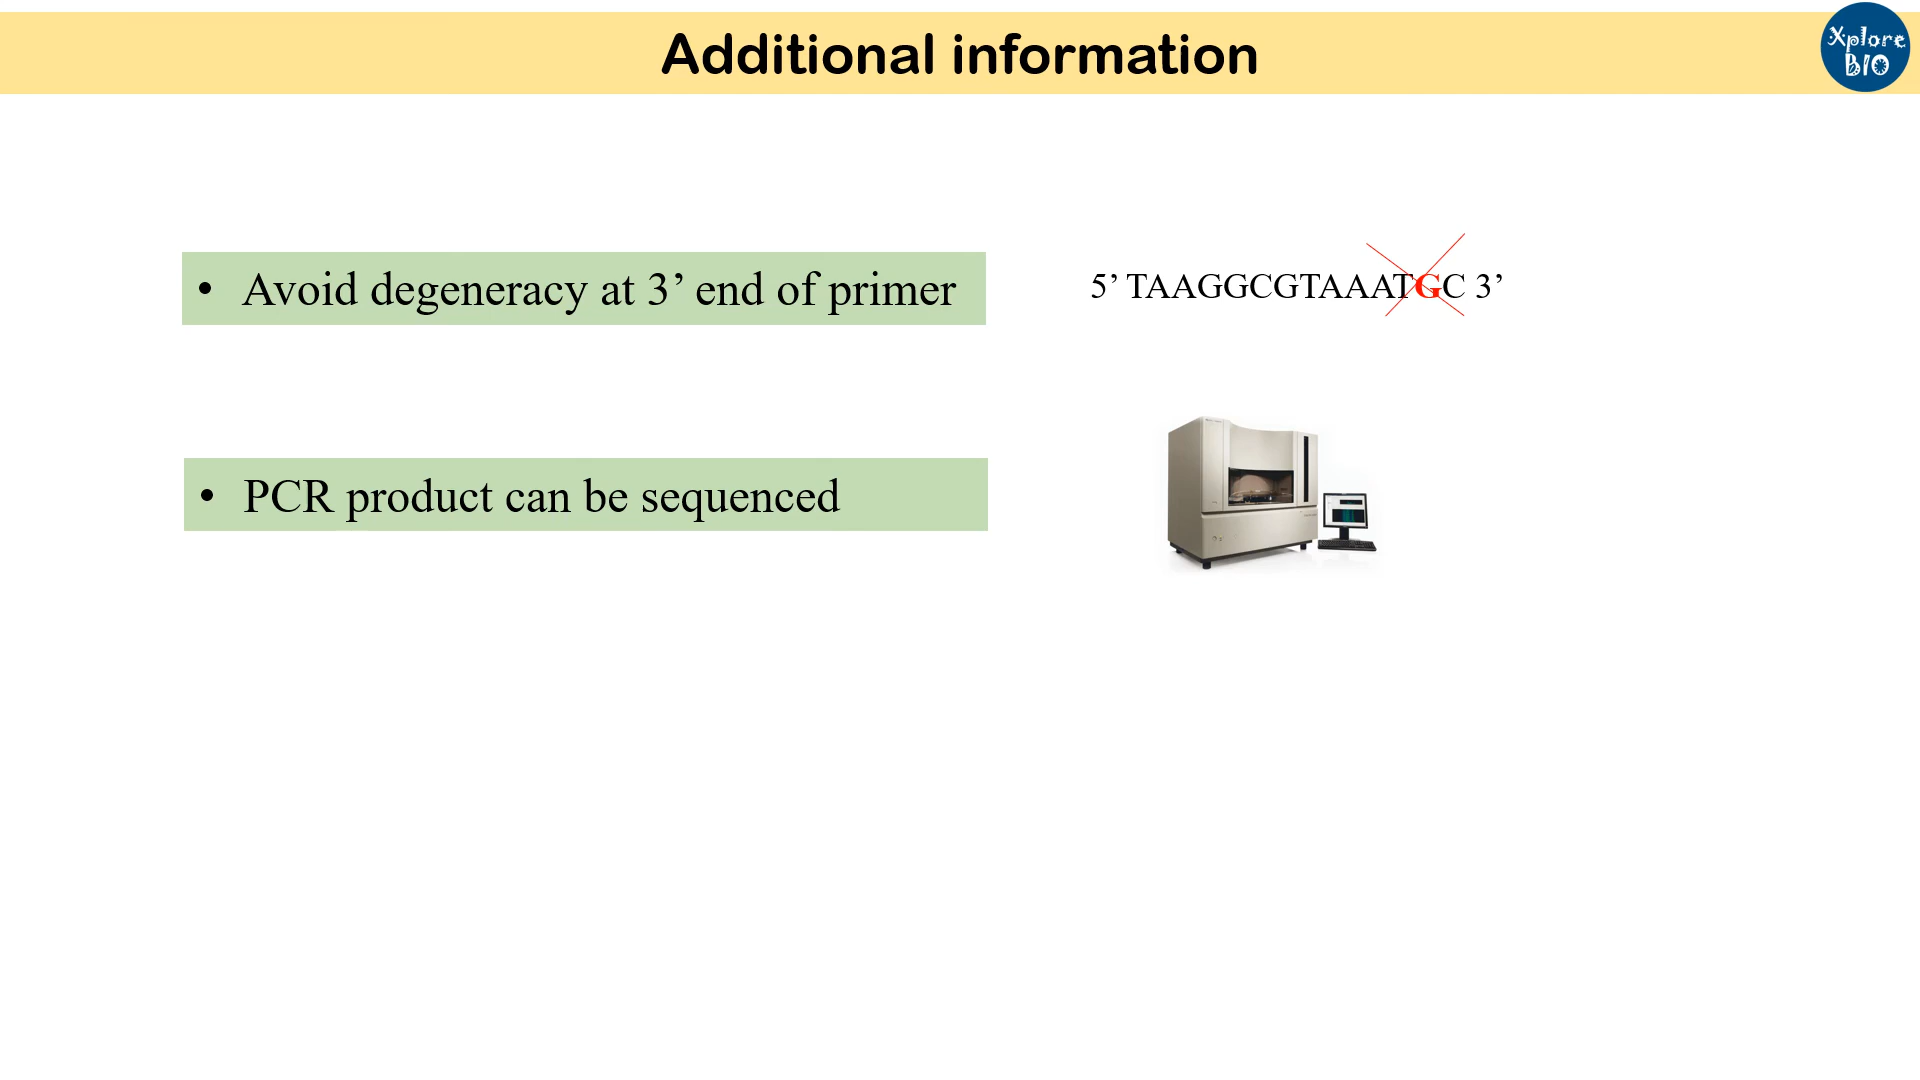 Additional information
Xplore
BIO
• Avoid degeneracy at 3’ end of primer
5’ TAAGGCGTAAATGC 3’
• PCR product can be sequenced